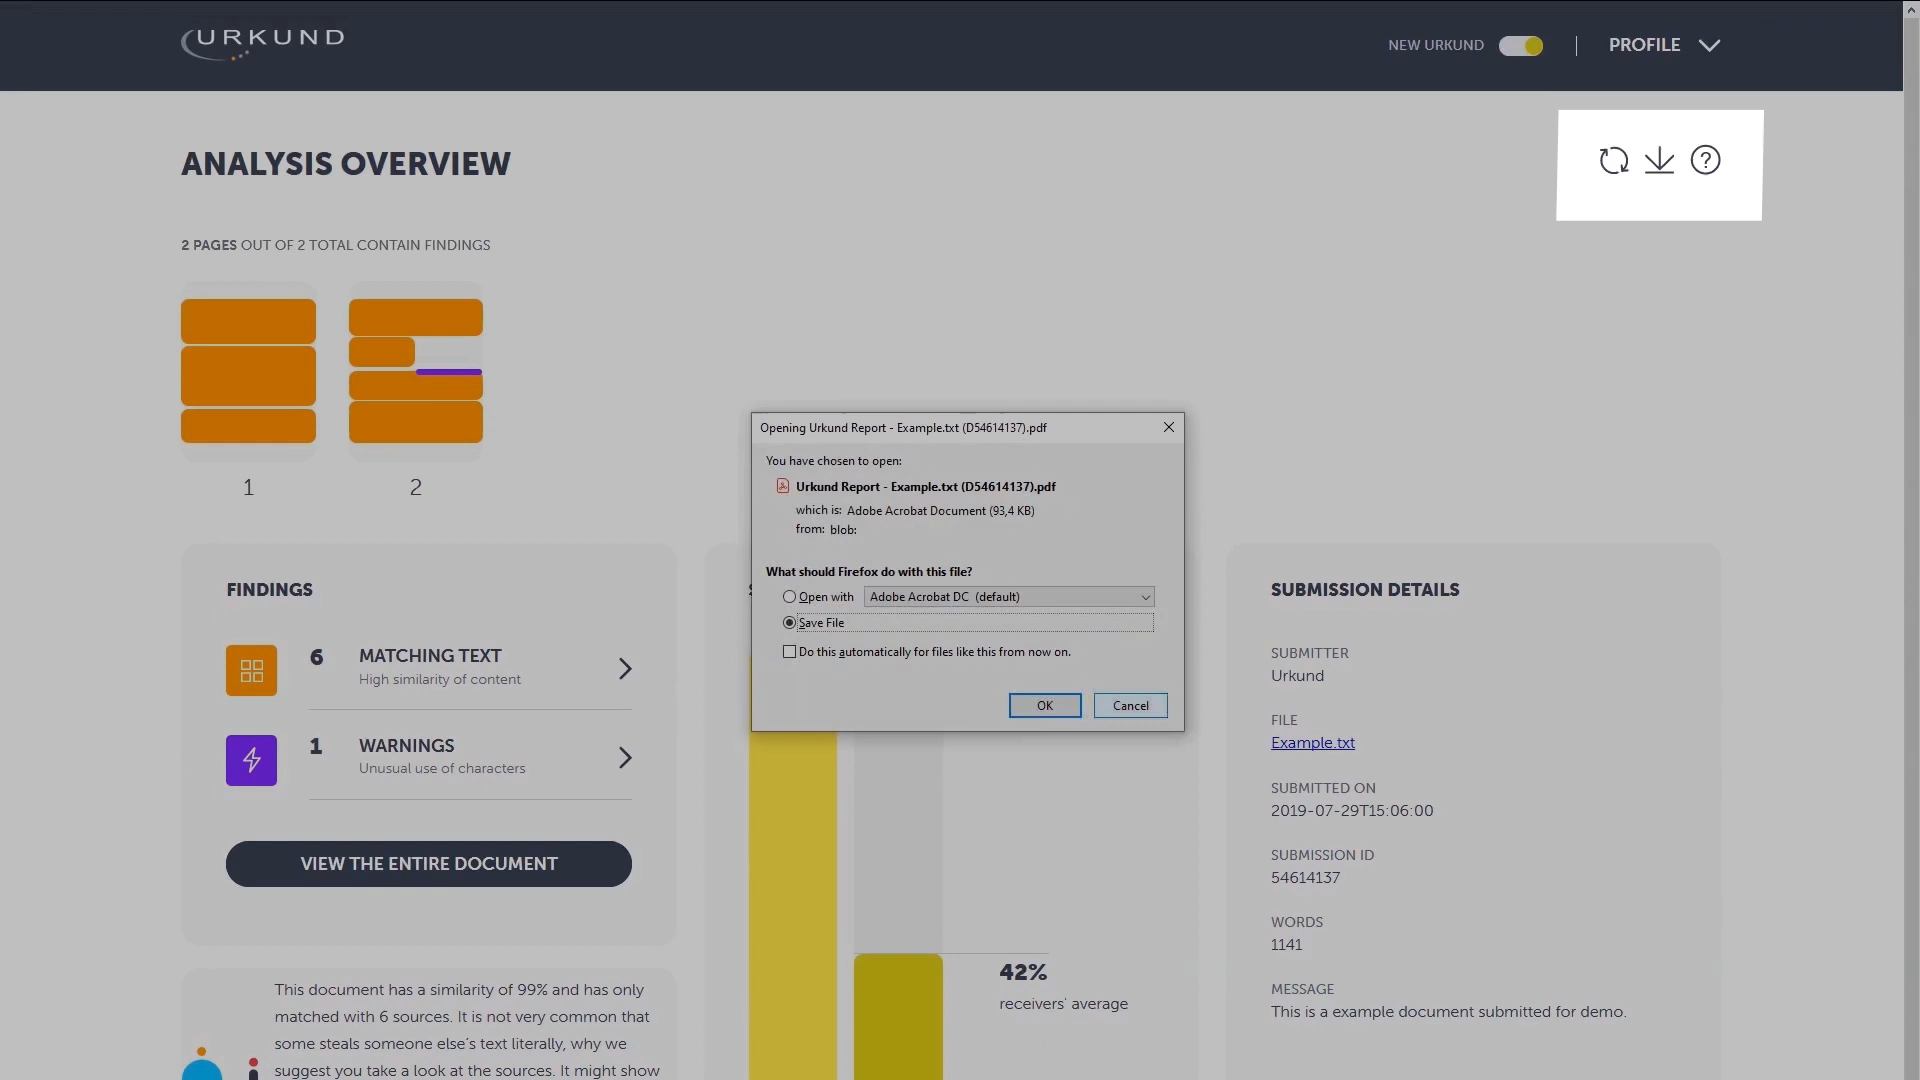 URKUND
NEW URKUND
PROFILE
ANALYSIS OVERVIEW
2 PAGES OUT OF 2 TOTAL CONTAIN FINDINGS
1
2
Opening Urkund Report - Example.txt (D54614137).pdf
You have chosen to open:
Urkund Report - Example.txt (D54614137).pdf
which is: Adobe Acrobat Document (93,4 KB)
from: blob:
What should Firefox do with this file?
Open with Adobe Acrobat DC (default)
Save File
Do this automatically for files like this from now on.
OK
Cancel
FINDINGS
6 MATCHING TEXT
High similarity of content
1 WARNINGS
Unusual use of characters
VIEW THE ENTIRE DOCUMENT
This document has a similarity of 99% and has only
matched with 6 sources. It is not very common that
some steals someone else's text literally, why we
suggest you take a look at the sources. It might show
42%
receivers' average
SUBMISSION DETAILS
SUBMITTER
Urkund
FILE
Example.txt
SUBMITTED ON
2019-07-29T15:06:00
SUBMISSION ID
54614137
WORDS
1141
MESSAGE
This is a example document submitted for demo.